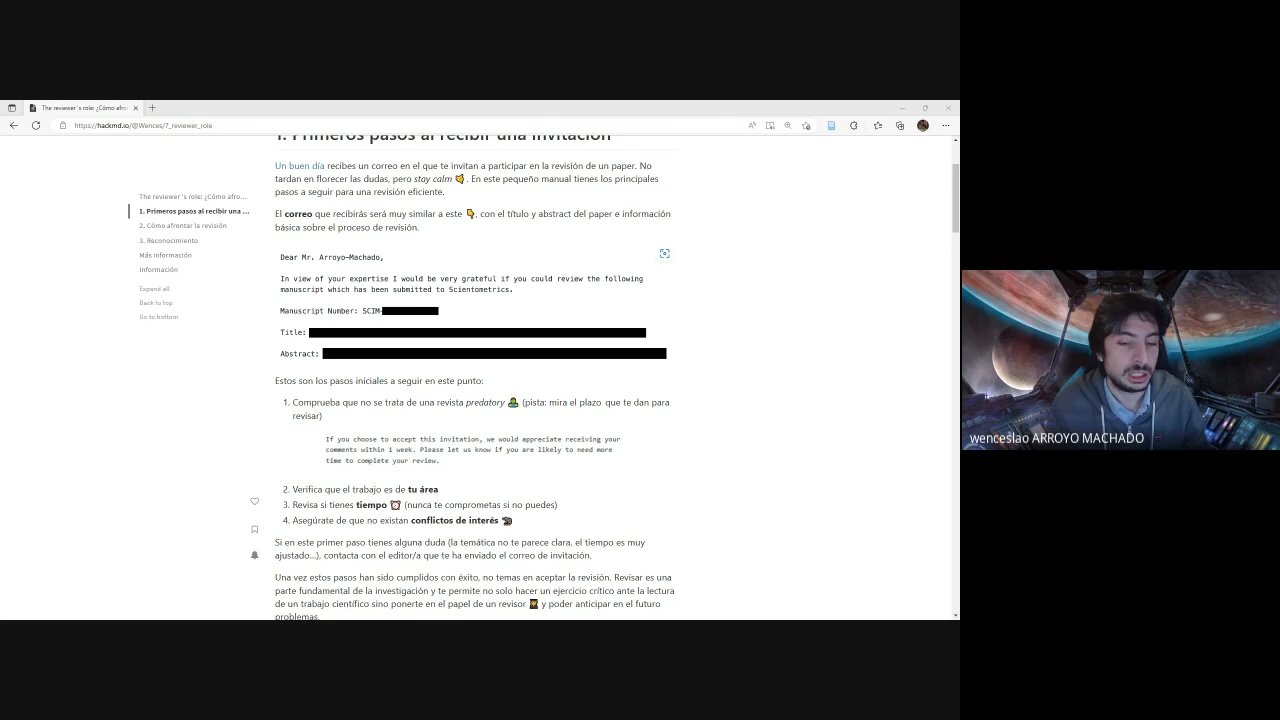 The reviewer 's role: ¿Cómo afro
https://hackmd.io/@Wences/7_reviewer_role
1. Primeros pasos al recibir una invitación
Un buen día recibes un correo en el que te invitan a participar en la revisión de un paper. No
tardan en florecer las dudas, pero stay calm 🤙. En este pequeño manual tienes los principales
pasos a seguir para una revisión eficiente.
The reviewer 's role: ¿Cómo afro...
1. Primeros pasos al recibir una ...
2. Cómo afrontar la revisión
3. Reconocimiento
Más información
Información
Expand all
Back to top
Go to bottom
El correo que recibirás será muy similar a este 👇, con el título y abstract del paper e información
básica sobre el proceso de revisión.
Dear Mr. Arroyo-Machado,
In view of your expertise I would be very grateful if you could review the following
manuscript which has been submitted to Scientometrics.
Manuscript Number: SCIM-
Title:
Abstract:
Estos son los pasos iniciales a seguir en este punto:
1. Comprueba que no se trata de una revista predatory (pista: mira el plazo que te dan para
revisar)
If you choose to accept this invitation, we would appreciate receiving your
comments within 1 week. Please let us know if you are likely to need more
time to complete your review.
2. Verifica que el trabajo es de tu área
3. Revisa si tienes tiempo ⏰ (nunca te comprometas si no puedes)
4. Asegúrate de que no existan conflictos de interés
Si en este primer paso tienes alguna duda (la temática no te parece clara, el tiempo es muy
ajustado...), contacta con el editor/a que te ha enviado el correo de invitación.
Una vez estos pasos han sido cumplidos con éxito, no temas en aceptar la revisión. Revisar es una
parte fundamental de la investigación y te permite no solo hacer un ejercicio crítico ante la lectura
de un trabajo científico sino ponerte en el papel de un revisor y poder anticipar en el futuro
problemas.
wenceslao ARROYO MACHADO